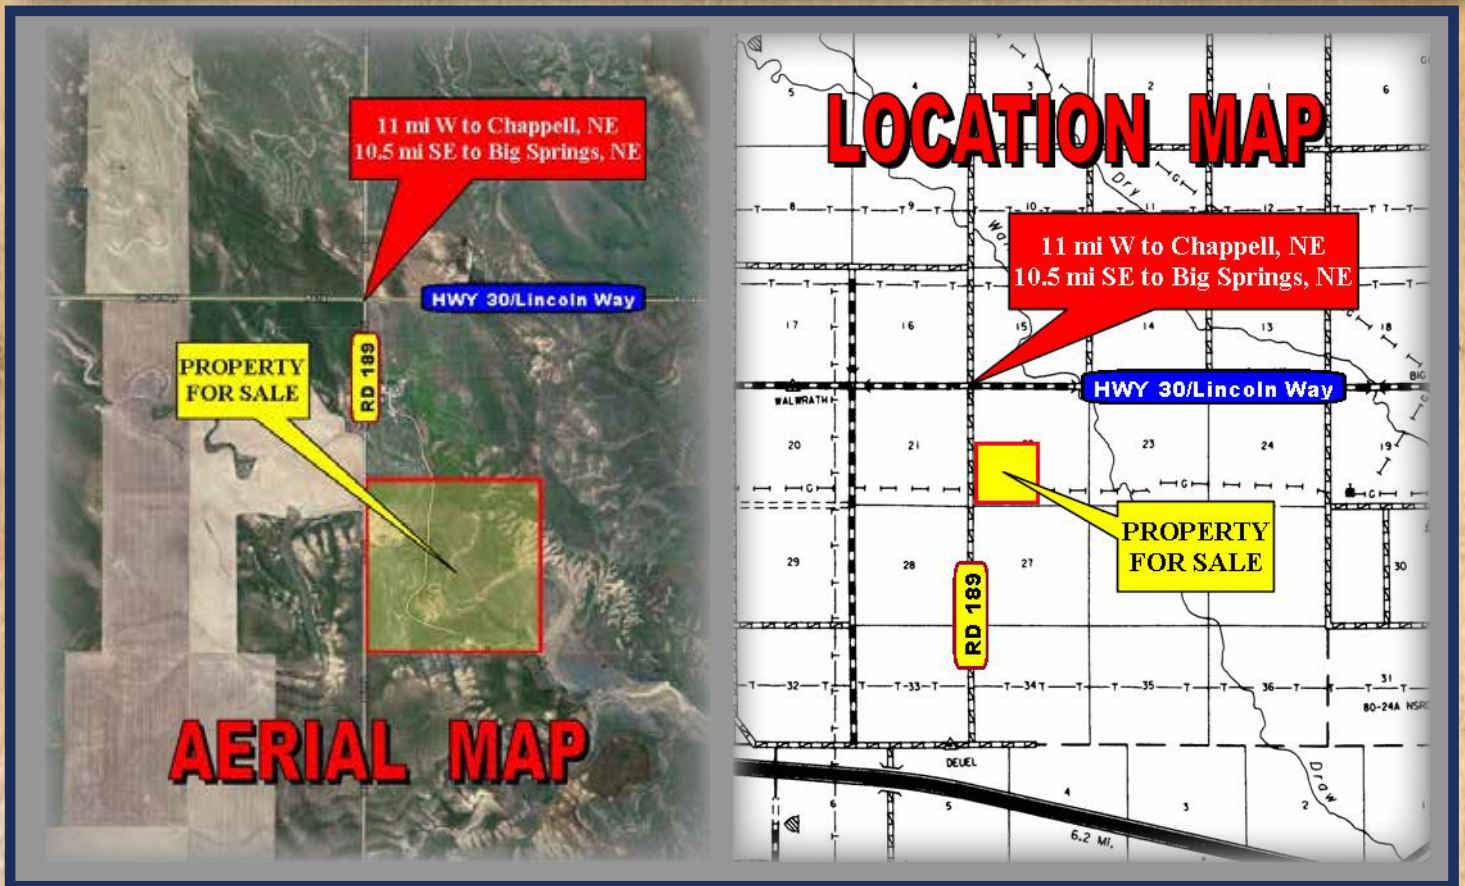 11 mi W to Chappell, NE
10.5 mi SE to Big Springs, NE
HWY 30/Lincoln Way
RD 189
PROPERTY
FOR SALE
AERIAL MAP
LOCATION MAP
5
4
3
2
1
6
Dry
8
T
9
T
10
11
T
12
T
7
T
11 mi W to Chappell, NE
10.5 mi SE to Big Springs, NE
17
16
15
14
13
18
HWY 30/Lincoln Way
BIG
WALWRATH
20
21
23
24
19
G
G
G
PROPERTY
FOR SALE
29
28
27
30
RD 189
T
32
T
33
T
34
T
T
35
T
36
T
31
T
80-24A
DEUEL
Draw
6
5
4
3
2
1
6.2 MI.